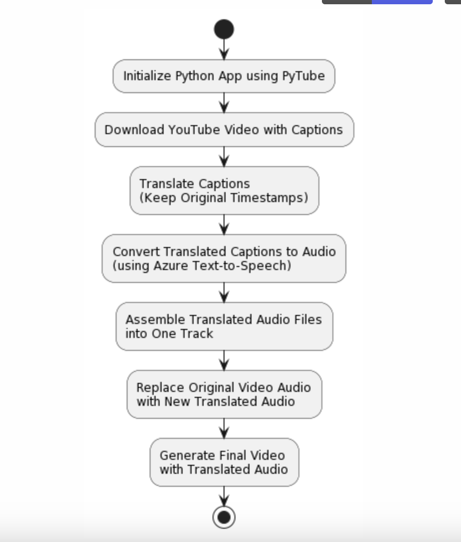 Initialize Python App using PyTube
Download YouTube Video with Captions
Translate Captions
(Keep Original Timestamps)
Convert Translated Captions to Audio
(using Azure Text-to-Speech)
Assemble Translated Audio Files
into One Track
Replace Original Video Audio
with New Translated Audio
Generate Final Video
with Translated Audio